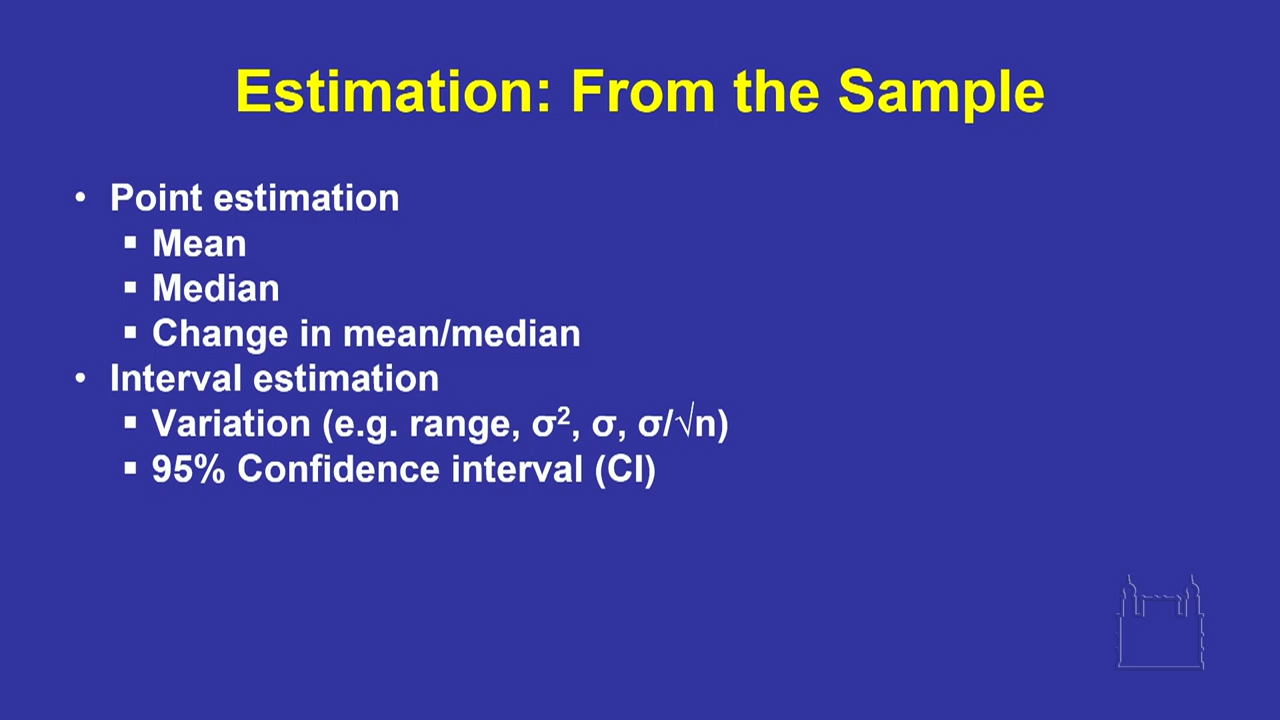 Estimation: From the Sample
• Point estimation
▪ Mean
▪ Median
▪ Change in mean/median
• Interval estimation
▪ Variation (e.g. range, σ², σ, σ/√n)
▪ 95% Confidence interval (CI)